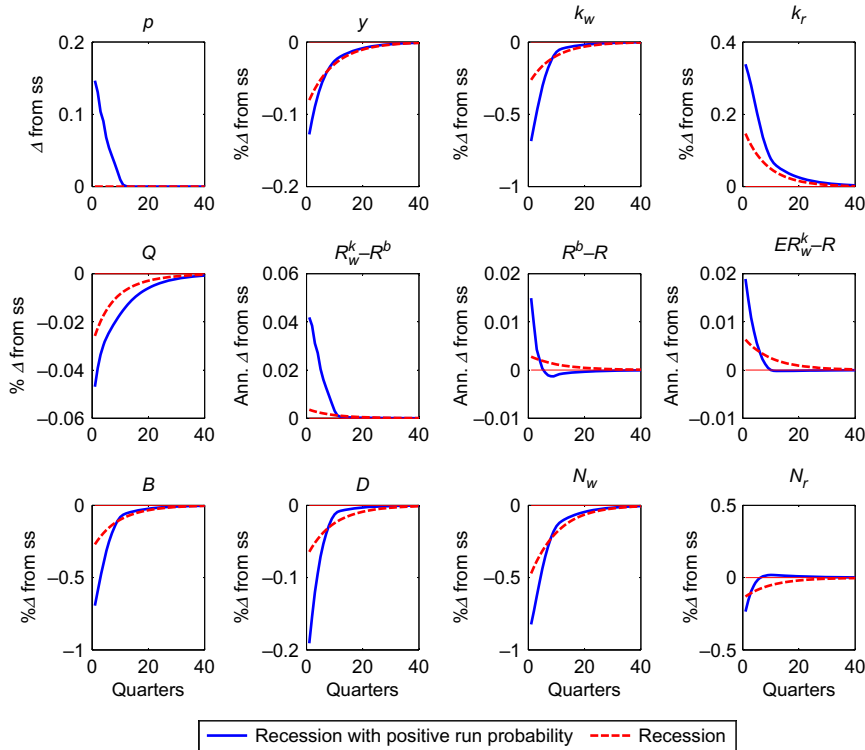 p
y
k_w
k_r
Δ from ss
0.2
0.1
0
0 20 40
%Δ from ss
0
–0.1
–0.2
0 20 40
%Δ from ss
0
–0.5
–1
0 20 40
%Δ from ss
0.4
0.2
0
0 20 40
Q
R^k_w–R^b
R^b–R
ER^k_w–R
% Δ from ss
0
–0.02
–0.04
–0.06
0 20 40
Ann. Δ from ss
0.06
0.04
0.02
0
0 20 40
Ann. Δ from ss
0.02
0.01
0
–0.01
0 20 40
Ann. Δ from ss
0.02
0.01
0
–0.01
0 20 40
B
D
N_w
N_r
%Δ from ss
0
–0.5
–1
0 20 40
Quarters
%Δ from ss
0
–0.1
–0.2
0 20 40
Quarters
%Δ from ss
0
–0.5
–1
0 20 40
Quarters
%Δ from ss
0.5
0
–0.5
0 20 40
Quarters
Recession with positive run probability
Recession